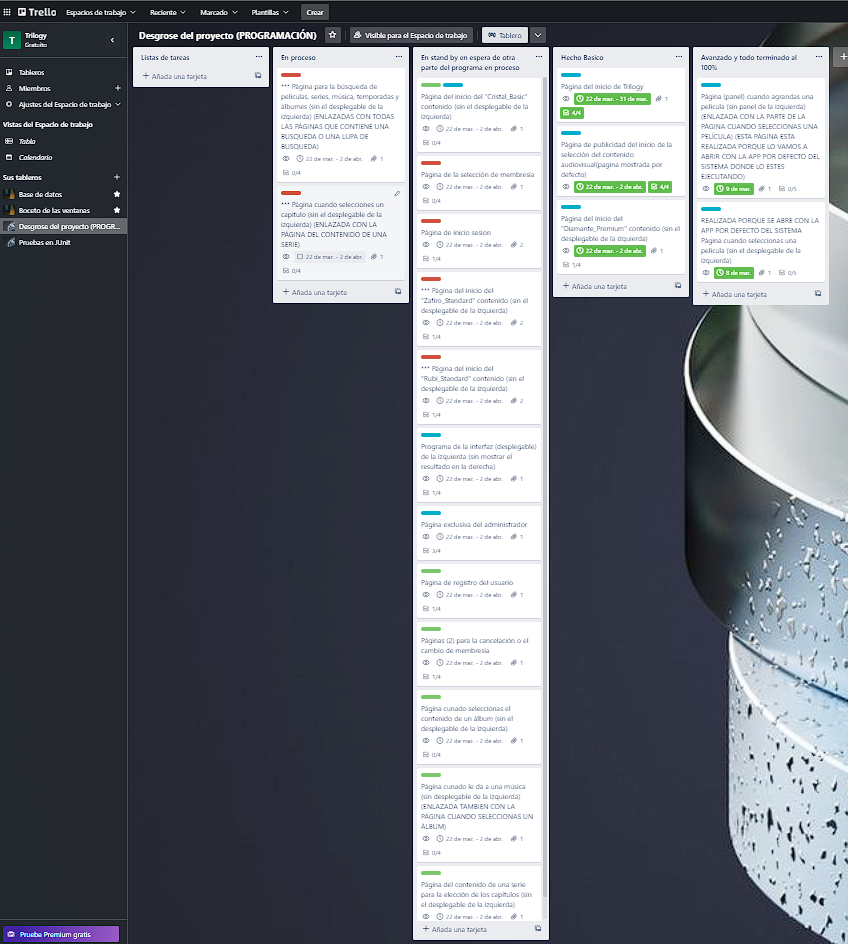 Trello
Espacios de trabajo
Reciente
Marcado
Plantillas
Crear
T
Trilogy
Gratuito
Tableros
Miembros
Ajustes del Espacio de trabajo
Vistas del Espacio de trabajo
Tabla
Calendario
Sus tableros
Base de datos
Boceto de las ventanas
Desgrose del proyecto (PROGR...
Pruebas en JUnit
Pruebe Premium gratis
Desgrose del proyecto (PROGRAMACIÓN)
Visible para el Espacio de trabajo
Tablero
Listas de tareas
Añada una tarjeta
En proceso
*** Página para la búsqueda de
películas, series, música, temporadas y
álbumes (sin el desplegable de la
izquierda) (ENLAZADAS CON TODAS
LAS PAGINAS QUE CONTIENE UNA
BUSQUEDA O UNA LUPA DE
BUSQUEDA)
22 de mar. - 2 de abr.
1
0/4
*** Página cuando selecciones un
capítulo (sin el desplegable de la
izquierda) (ENLAZADA CON LA
PÁGINA DEL CONTENIDO DE UNA
SERIE)
22 de mar. - 2 de abr.
1
0/4
Añada una tarjeta
En stand by en espera de otra
parte del programa en proceso
Página del inicio del "Cristal_Basic"
contenido (sin el desplegable de la
izquierda)
22 de mar. - 2 de abr.
1
0/4
Página de la selección de membresia
22 de mar. - 2 de abr.
1
0/4
Página de inicio sesion
22 de mar. - 2 de abr.
2
1/4
*** Página del inicio del
"Zafiro_Standard" contenido (sin el
desplegable de la izquierda)
22 de mar. - 2 de abr.
2
1/4
*** Página del inicio del
"Rubi_Standard" contenido (sin el
desplegable de la izquierda)
22 de mar. - 2 de abr.
2
1/4
Programa de la interfaz (desplegable)
de la izquierda (sin mostrar el
resultado en la derecha)
22 de mar. - 2 de abr.
1
1/4
Página exclusiva del administrador
22 de mar. - 2 de abr.
1
3/4
Página de registro del usuario
22 de mar. - 2 de abr.
1
1/4
Páginas (2) para la cancelación o el
cambio de membresia
22 de mar. - 2 de abr.
1
1/4
Página cunado seleccionas el
contenido de un álbum (sin el
desplegable de la izquierda)
22 de mar. - 2 de abr.
1
0/4
Página cunado le da a una música
(sin desplegable de la izquierda)
(ENLAZADA TAMBIEN CON LA
PÁGINA CUANDO SELECCIONAS UN
ÁLBUM)
22 de mar. - 2 de abr.
1
0/4
Página del contenido de una serie
para la elección de los capítulos (sin
el desplegable de la izquierda)
22 de mar. - 2 de abr.
1
Añada una tarjeta
Hecho Basico
Página del inicio de Trilogy
22 de mar. - 31 de mar.
1
4/4
Página de publicidad del inicio de la
selección del contenido
audiovisual(pagina mostrada por
defecto)
22 de mar. - 2 de abr.
4/4
Página del inicio del
"Diamante_Premium" contenido (sin el
desplegable de la izquierda)
22 de mar. - 2 de abr.
1
1/4
Añada una tarjeta
Avanzado y todo terminado al
100%
Página (panel) cuando agrandas una
película (sin panel de la izquierda)
(ENLAZADA CON LA PARTE DE LA
PÁGINA CUANDO SELECCIONAS UNA
PELÍCULA) (ESTA PÁGINA ESTA
REALIZADA PORQUE LO VAMOS A
ABRIR CON LA APP POR DEFECTO DEL
SISTEMA DONDE LO ESTES
EJECUTANDO)
9 de mar.
1
0/5
REALIZADA PORQUE SE ABRE CON LA
APP POR DEFECTO DEL SISTEMA
Página cuando seleccionas una
película (sin el desplegable de la
izquierda)
8 de mar.
1
0/5
Añada una tarjeta